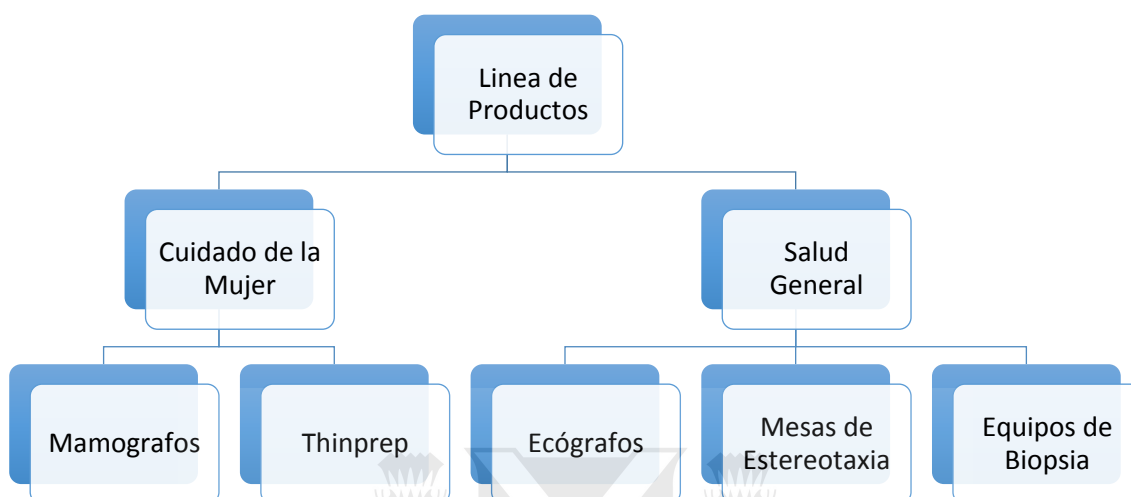 Linea de
Productos
Cuidado de la
Mujer
Salud
General
Mamografos
Thinprep
Ecógrafos
Mesas de
Estereotaxia
Equipos de
Biopsia